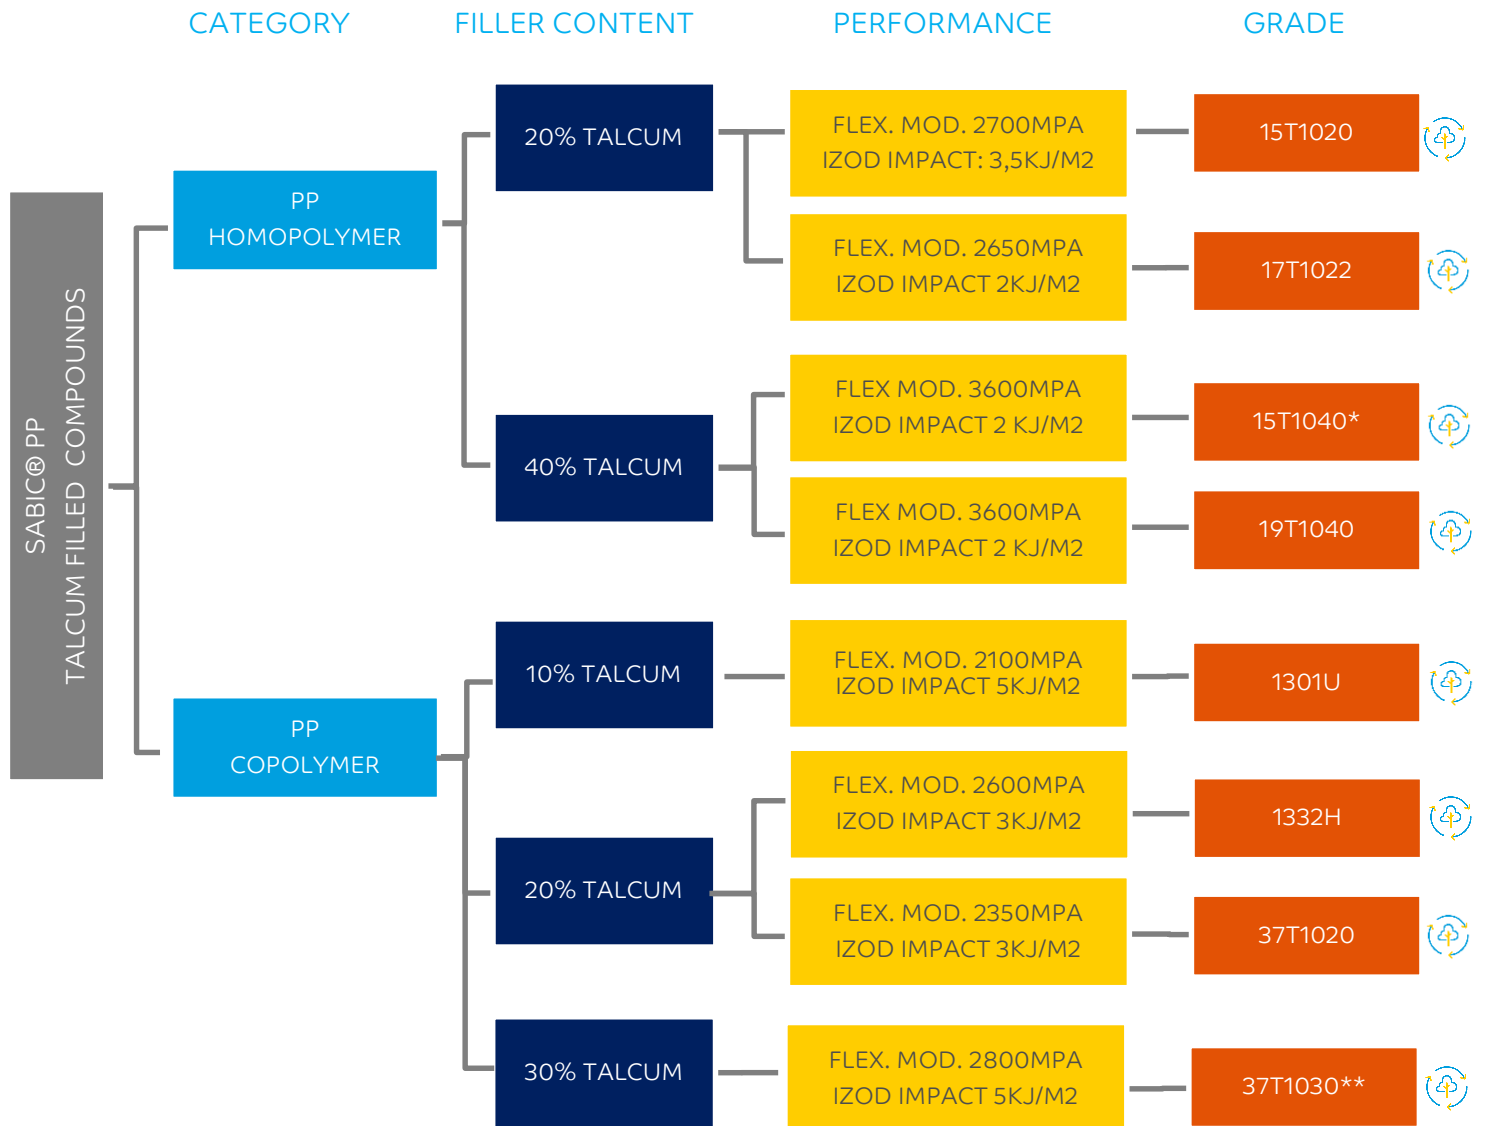 CATEGORY
FILLER CONTENT
PERFORMANCE
GRADE
SABIC® PP
TALCUM FILLED COMPOUNDS
PP
HOMOPOLYMER
20% TALCUM
FLEX. MOD. 2700MPA
IZOD IMPACT: 3,5KJ/M2
15T1020
FLEX. MOD. 2650MPA
IZOD IMPACT 2KJ/M2
17T1022
40% TALCUM
FLEX MOD. 3600MPA
IZOD IMPACT 2 KJ/M2
15T1040*
FLEX MOD. 3600MPA
IZOD IMPACT 2 KJ/M2
19T1040
PP
COPOLYMER
10% TALCUM
FLEX. MOD. 2100MPA
IZOD IMPACT 5KJ/M2
1301U
20% TALCUM
FLEX. MOD. 2600MPA
IZOD IMPACT 3KJ/M2
1332H
FLEX. MOD. 2350MPA
IZOD IMPACT 3KJ/M2
37T1020
30% TALCUM
FLEX. MOD. 2800MPA
IZOD IMPACT 5KJ/M2
37T1030**